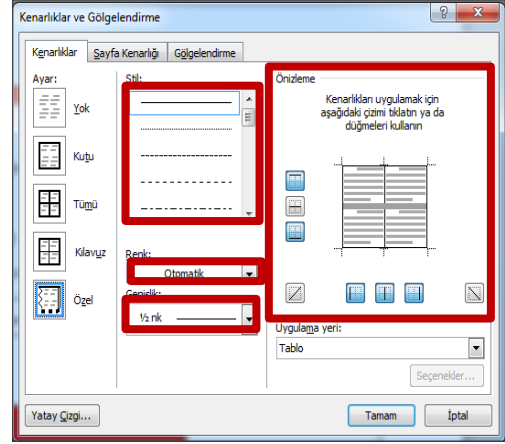 Kenarlıklar ve Gölgelendirme
Kenarlıklar Sayfa Kenarlığı Gölgelendirme
Ayar:
Yok
Kutu
Tümü
Kılavuz
Özel
Stil:
Renk:
Otomatik
Genişlik:
½ nk
Önizleme
Kenarlıkları uygulamak için
aşağıdaki çizimi tıklatın ya da
düğmeleri kullanın
Uygulama yeri:
Tablo
Seçenekler...
Yatay Çizgi...
Tamam
İptal